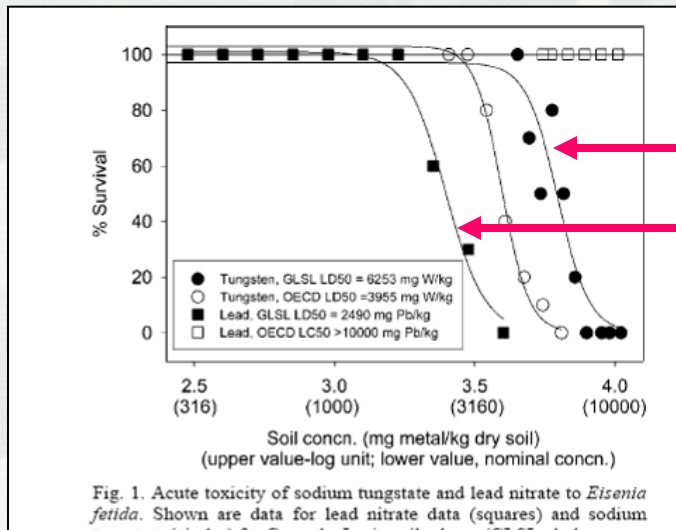 100
80
60
40
20
0
% Survival
Tungsten, GLSL LD50 = 6253 mg W/kg
Tungsten, OECD LD50 =3955 mg W/kg
Lead, GLSL LD50 = 2490 mg Pb/kg
Lead, OECD LC50 >10000 mg Pb/kg
2.5 3.0 3.5 4.0
(316) (1000) (3160) (10000)
Soil concn. (mg metal/kg dry soil)
(upper value-log unit; lower value, nominal concn.)
Fig. 1. Acute toxicity of sodium tungstate and lead nitrate to Eisenia
fetida. Shown are data for lead nitrate data (squares) and sodium